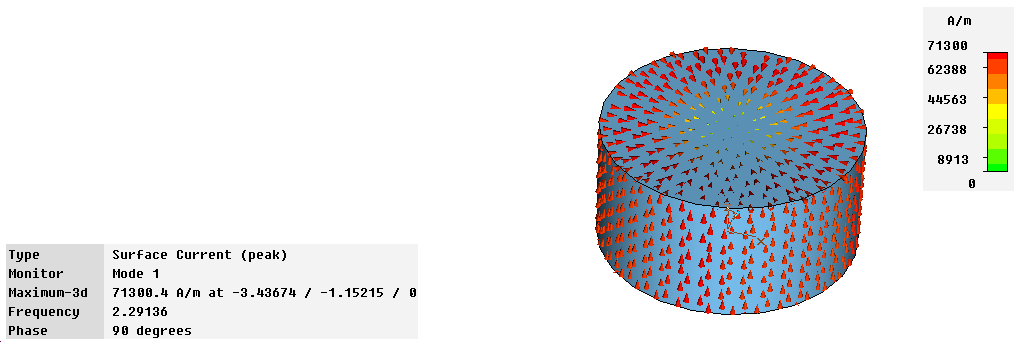 A/m
71300
62388
44563
26738
8913
0
Type Surface Current (peak)
Monitor Mode 1
Maximum-3d 71300.4 A/m at -3.43674 / -1.15215 / 0
Frequency 2.29136
Phase 90 degrees